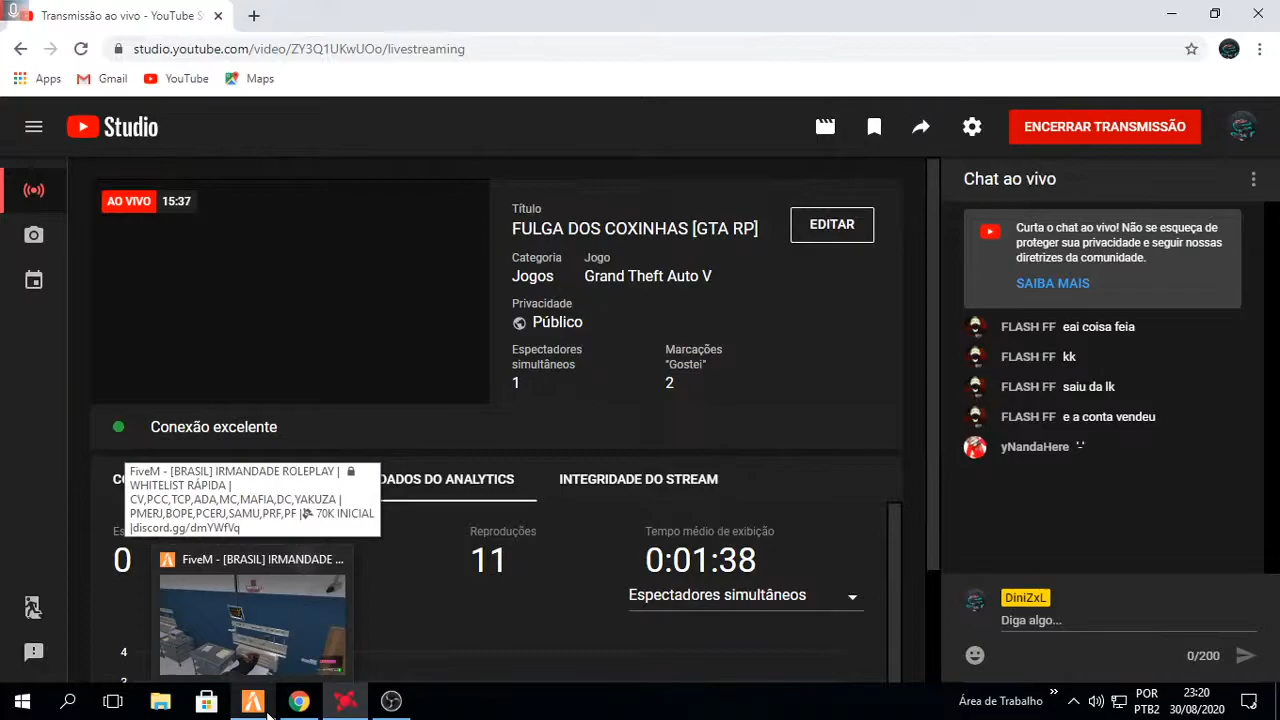 Transmissão ao vivo - YouTube S
studio.youtube.com/video/ZY3Q1UKwUOo/livestreaming
Apps
Gmail
YouTube
Maps
Studio
ENCERRAR TRANSMISSÃO
AO VIVO
15:37
Título
FULGA DOS COXINHAS [GTA RP]
EDITAR
Categoria
Jogo
Jogos
Grand Theft Auto V
Privacidade
Público
Espectadores
simultâneos
Marcações
"Gostei"
1
2
Conexão excelente
FiveM - [BRASIL] IRMANDADE ROLEPLAY |
WHITELIST RÁPIDA |
CV,PCC,TCP,ADA,MC,MAFIA,DC,YAKUZA |
PMERJ,BOPE,PCERJ,SAMU,PRF,PF | 70K INICIAL
|discord.gg/dmYWfVq
CO
DADOS DO ANALYTICS
INTEGRIDADE DO STREAM
Es
Reproduções
Tempo médio de exibição
0
11
0:01:38
FiveM - [BRASIL] IRMANDADE ...
Espectadores simultâneos
4
3
Chat ao vivo
Curta o chat ao vivo! Não se esqueça de
proteger sua privacidade e seguir nossas
diretrizes da comunidade.
SAIBA MAIS
FLASH FF eai coisa feia
FLASH FF kk
FLASH FF saiu da lk
FLASH FF e a conta vendeu
yNandaHere '-'
DiniZxL
Diga algo...
0/200
Área de Trabalho
POR
PTB2
23:20
30/08/2020